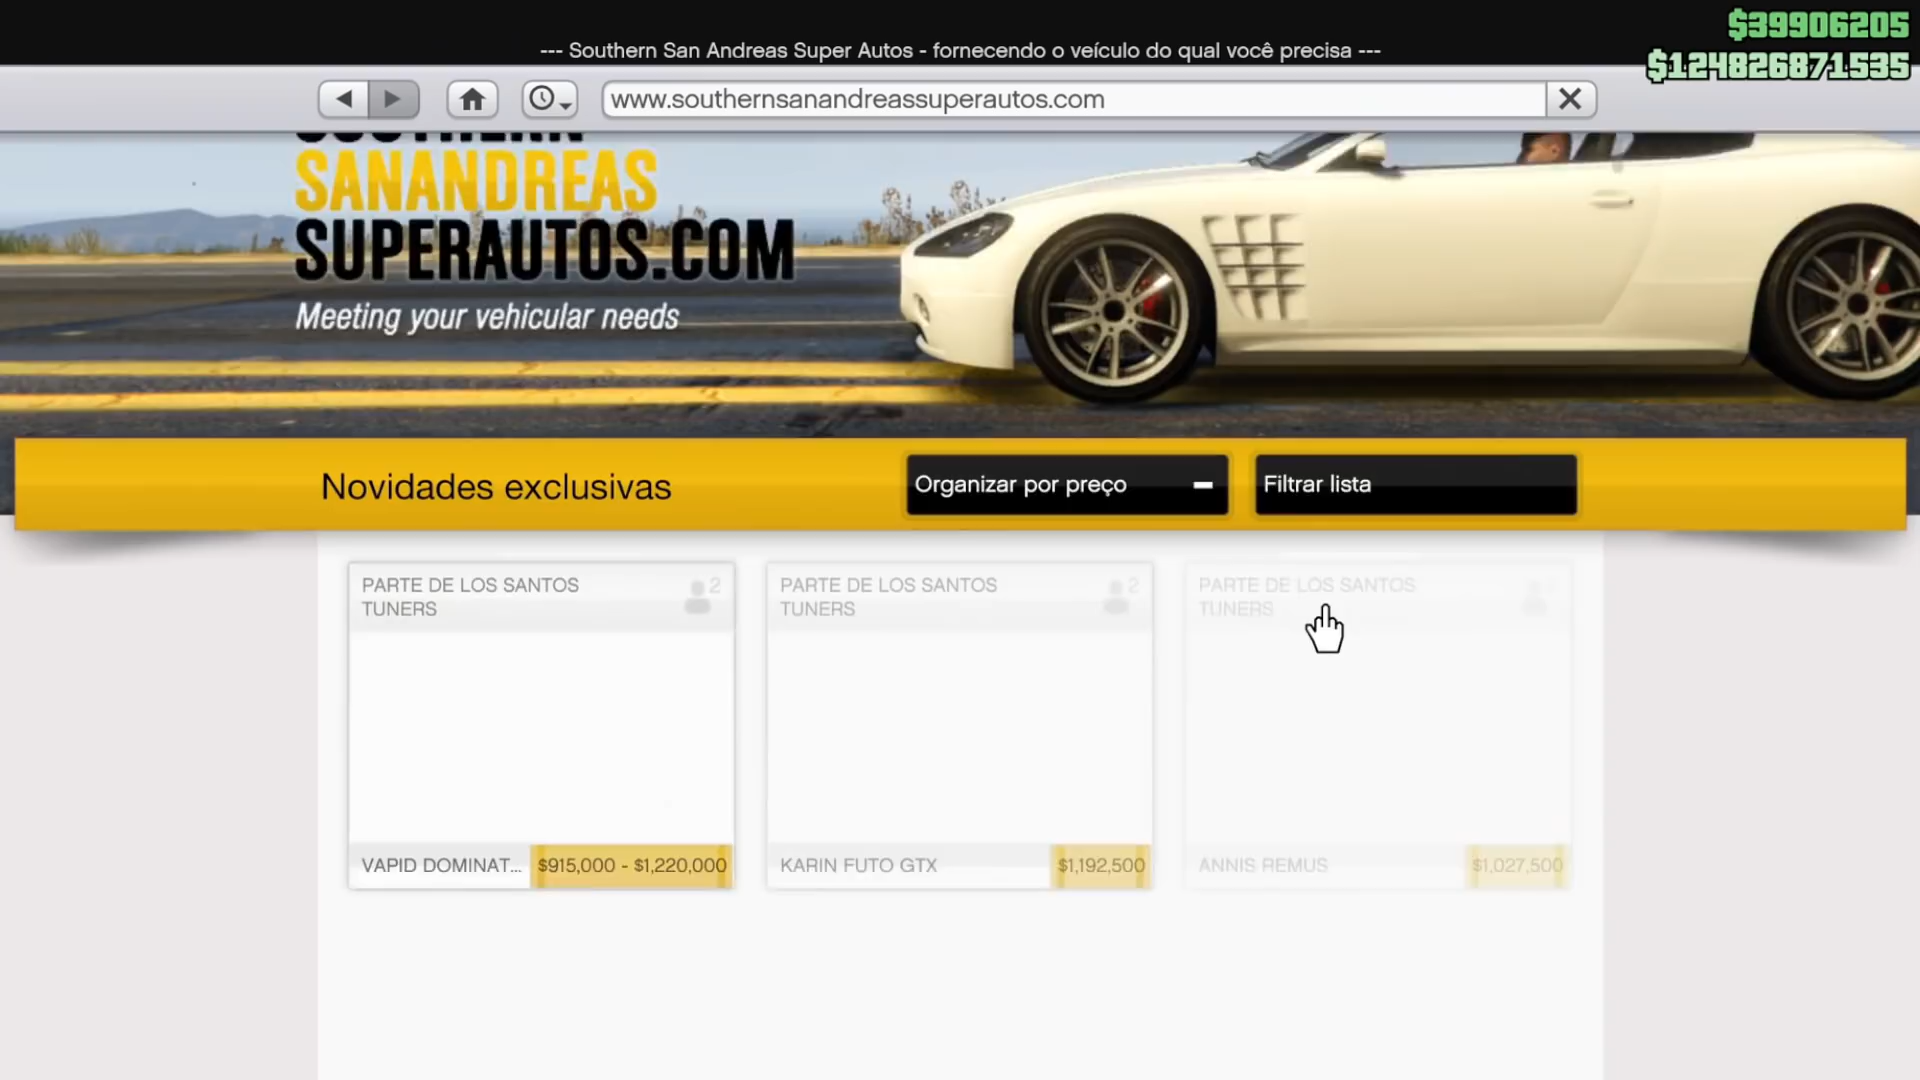 $39906205
--- Southern San Andreas Super Autos - fornecendo o veículo do qual você precisa ---
$124826871535
www.southernsanandreassuperautos.com
SOUTHERN
SANANDREAS
SUPERAUTOS.COM
Meeting your vehicular needs
Novidades exclusivas
Organizar por preço
Filtrar lista
PARTE DE LOS SANTOS
TUNERS
2
PARTE DE LOS SANTOS
TUNERS
2
PARTE DE LOS SANTOS
TUNERS
VAPID DOMINAT...
$915,000 - $1,220,000
KARIN FUTO GTX
$1,192,500
ANNIS REMUS
$1,027,500